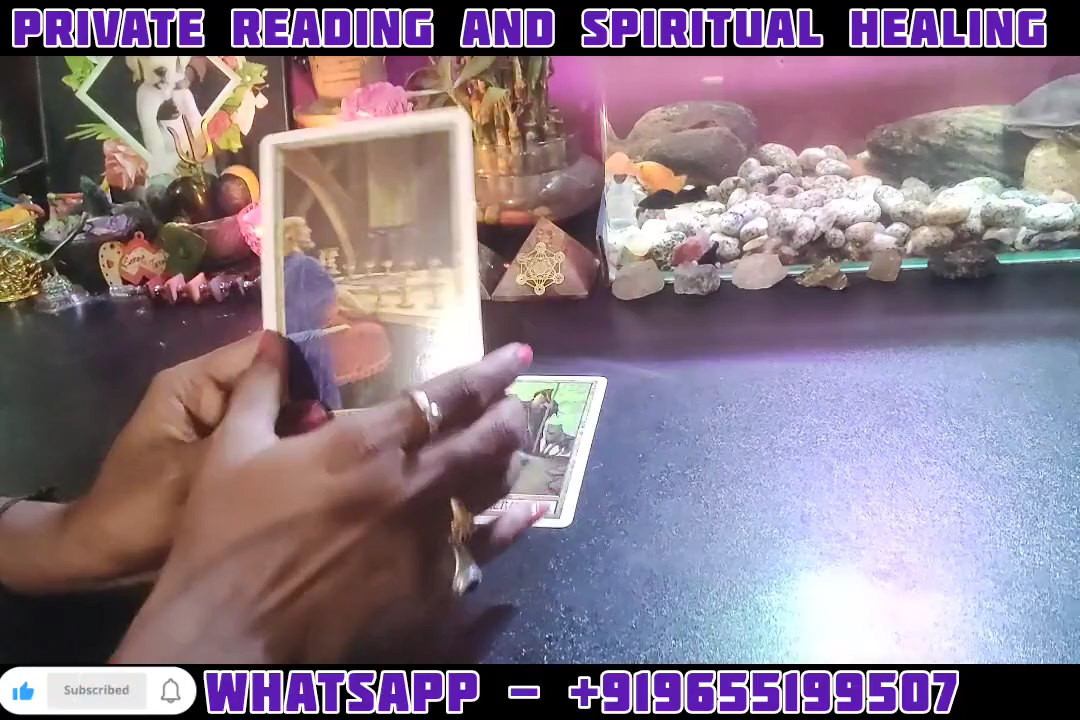 PRIVATE READING AND SPIRITUAL HEALING
Subscribed
WHATSAPP - +919655199507